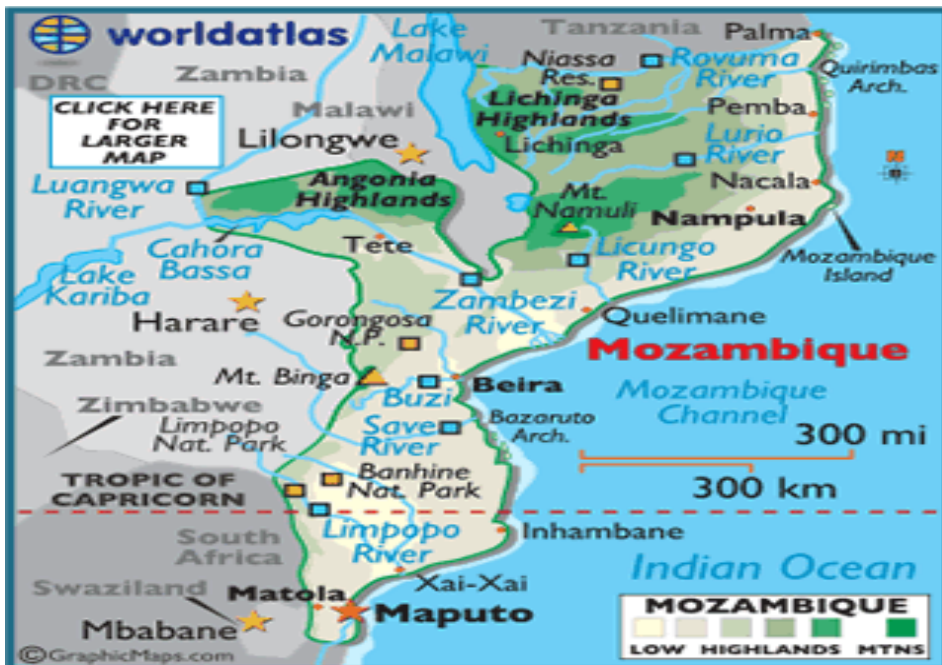 worldatlas
DRC
CLICK HERE
FOR
LARGER
MAP
Zambia
Lake
Malawi
Malawi
Lilongwe
Tanzania
Palma
Niassa
Res.
Rovuma
River
Quirimbas
Arch.
Lichinga
Highlands
Lichinga
Pemba
Lurio
River
Nacala
Luangwa
River
Angonia
Highlands
Mt.
Namuli
Nampula
Cahora
Bassa
Tete
Licungo
River
Mozambique
Island
Lake
Kariba
Harare
Zambezi
River
Gorongosa
N.P.
Quelimane
Mozambique
Zambia
Mt. Binga
Buzi
Beira
Mozambique
Channel
Zimbabwe
Limpopo
Nat. Park
Save
River
Bazaruto
Arch.
300 mi
300 km
TROPIC OF
CAPRICORN
Banhine
Nat. Park
Limpopo
River
Inhambane
South
Africa
Indian Ocean
Swaziland
Matola
Xai-Xai
Maputo
Mbabane
MOZAMBIQUE
LOW HIGHLANDS MTNS
©GraphicMaps.com